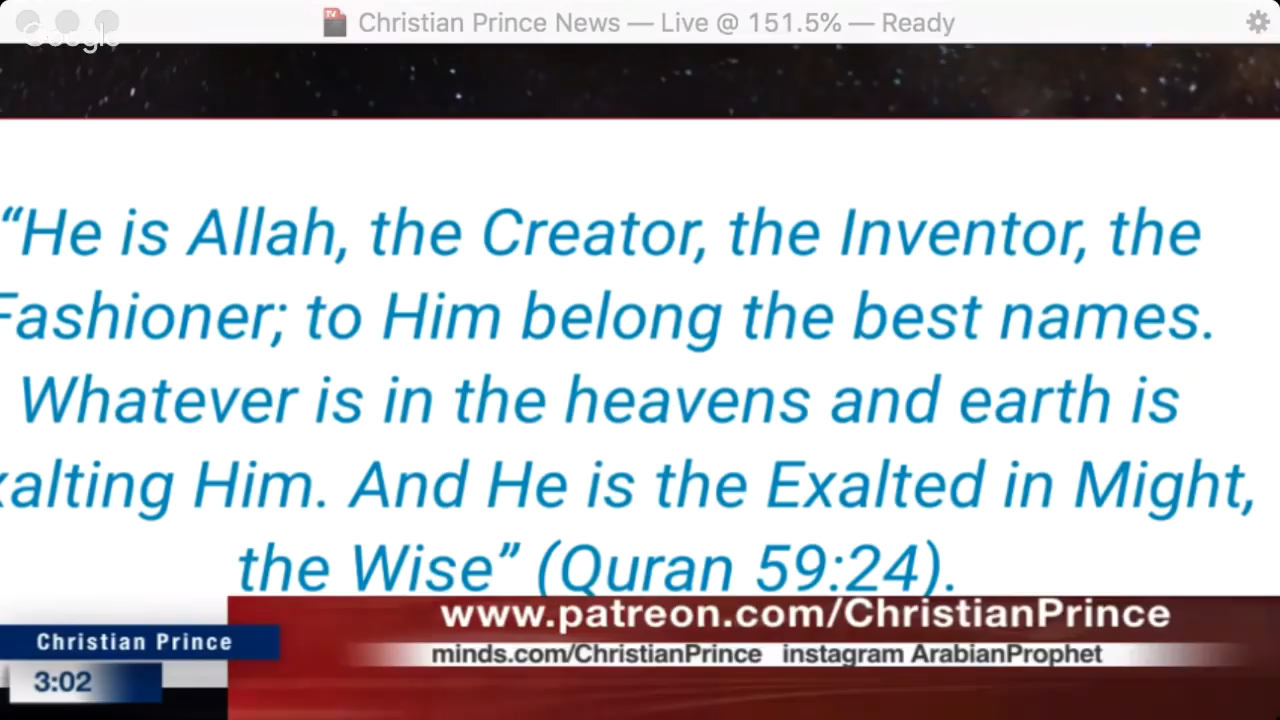 Christian Prince News — Live @ 151.5% — Ready
Google
“He is Allah, the Creator, the Inventor, the
Fashioner; to Him belong the best names.
Whatever is in the heavens and earth is
xalting Him. And He is the Exalted in Might,
the Wise” (Quran 59:24).
www.patreon.com/ChristianPrince
Christian Prince
minds.com/ChristianPrince instagram ArabianProphet
3:02